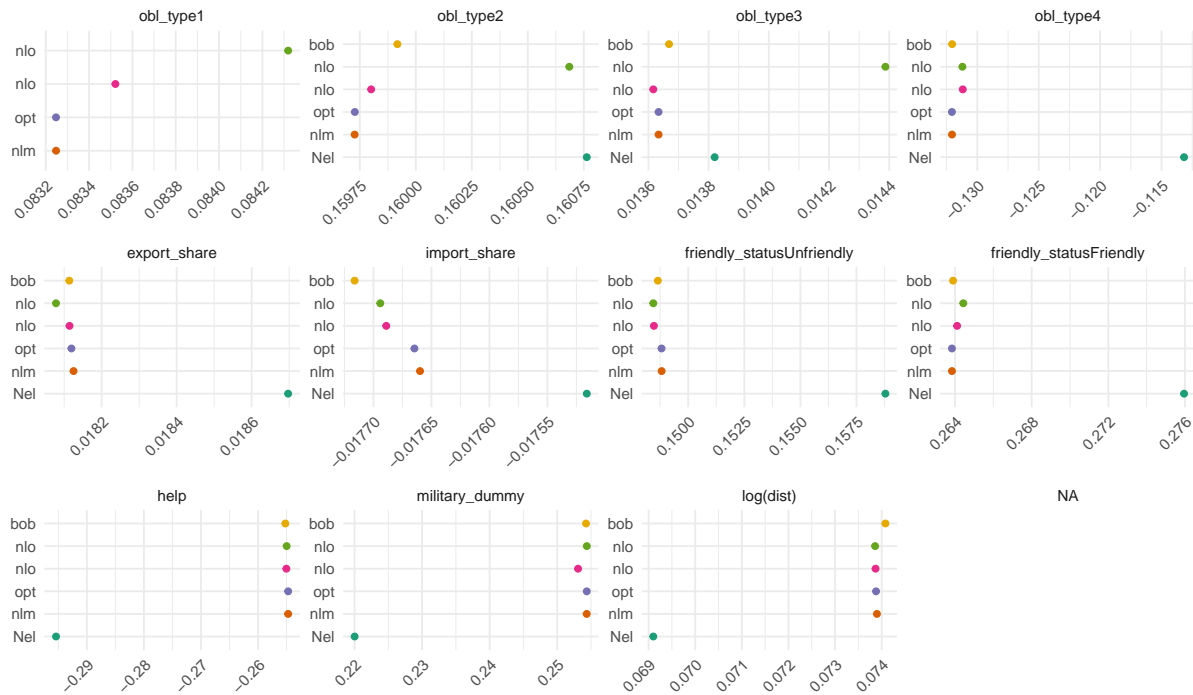 obl_type1 obl_type2 obl_type3 obl_type4
nlo
nlo
opt
nlm
0.0832 0.0834 0.0836 0.0838 0.0840 0.0842
bob
nlo
nlo
opt
nlm
Nel
0.15975 0.16000 0.16025 0.16050 0.16075
bob
nlo
nlo
opt
nlm
Nel
0.0136 0.0138 0.0140 0.0142 0.0144
bob
nlo
nlo
opt
nlm
Nel
−0.130 −0.125 −0.120 −0.115
export_share import_share friendly_statusUnfriendly friendly_statusFriendly
bob
nlo
nlo
opt
nlm
Nel
0.0182 0.0184 0.0186
bob
nlo
nlo
opt
nlm
Nel
−0.01770 −0.01765 −0.01760 −0.01755
bob
nlo
nlo
opt
nlm
Nel
0.1500 0.1525 0.1550 0.1575
bob
nlo
nlo
opt
nlm
Nel
0.264 0.268 0.272 0.276
help military_dummy log(dist) NA
bob
nlo
nlo
opt
nlm
Nel
−0.29 −0.28 −0.27 −0.26
bob
nlo
nlo
opt
nlm
Nel
0.22 0.23 0.24 0.25
bob
nlo
nlo
opt
nlm
Nel
0.069 0.070 0.071 0.072 0.073 0.074